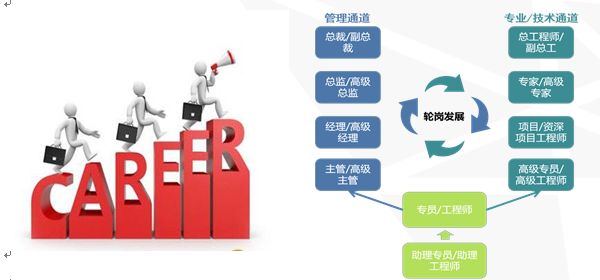 CAREER
管理通道
总裁/副总
裁
总监/高级
总监
经理/高级
经理
主管/高级
主管
轮岗发展
专业/技术通道
总工程师/
副总工
专家/高级
专家
项目/资深
项目工程师
高级专员/
高级工程师
专员/工程师
助理专员/助理
工程师